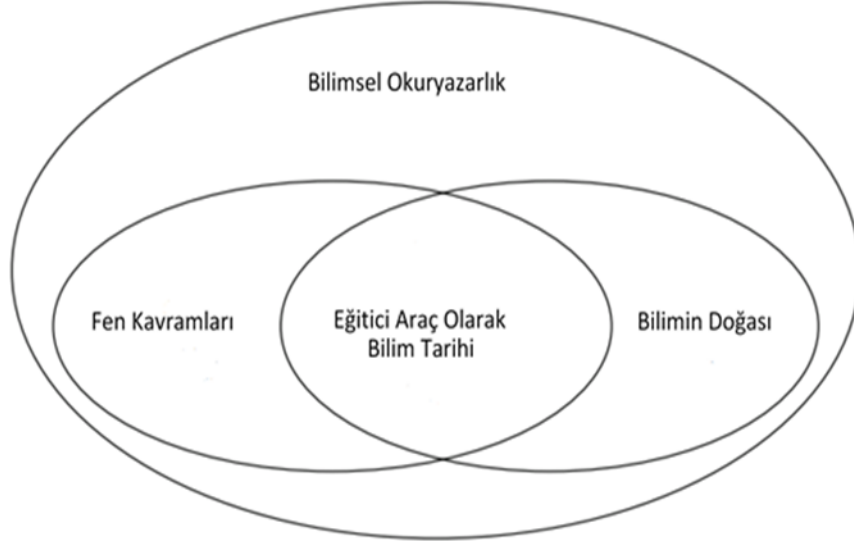 Bilimsel Okuryazarlık
Fen Kavramları
Eğitici Araç Olarak
Bilim Tarihi
Bilimin Doğası